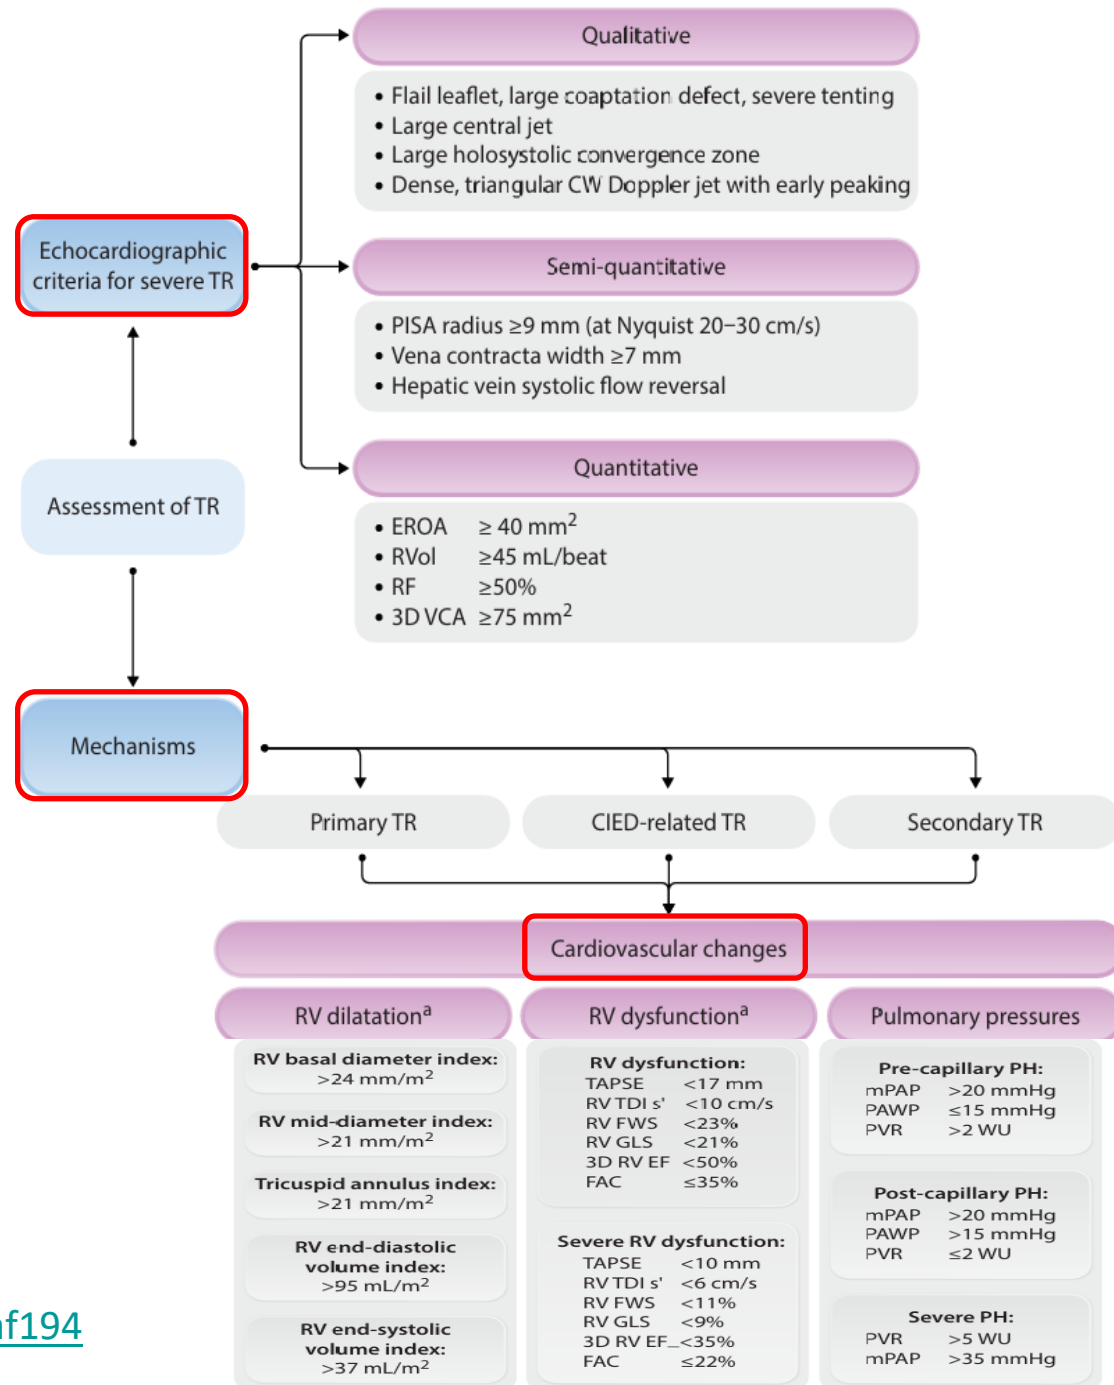 Qualitative
• Flail leaflet, large coaptation defect, severe tenting
• Large central jet
• Large holosystolic convergence zone
• Dense, triangular CW Doppler jet with early peaking
Echocardiographic
criteria for severe TR
Semi-quantitative
• PISA radius ≥9 mm (at Nyquist 20–30 cm/s)
• Vena contracta width ≥7 mm
• Hepatic vein systolic flow reversal
Quantitative
• EROA ≥ 40 mm²
• RVol ≥45 mL/beat
• RF ≥50%
• 3D VCA ≥75 mm²
Assessment of TR
Mechanisms
Primary TR
CIED-related TR
Secondary TR
Cardiovascular changes
RV dilatationᵃ
RV basal diameter index:
>24 mm/m²
RV mid-diameter index:
>21 mm/m²
Tricuspid annulus index:
>21 mm/m²
RV end-diastolic
volume index:
>95 mL/m²
RV end-systolic
volume index:
>37 mL/m²
RV dysfunctionᵃ
RV dysfunction:
TAPSE <17 mm
RV TDI s' <10 cm/s
RV FWS <23%
RV GLS <21%
3D RV EF <50%
FAC ≤35%
Severe RV dysfunction:
TAPSE <10 mm
RV TDI s' <6 cm/s
RV FWS <11%
RV GLS <9%
3D RV EF_<35%
FAC ≤22%
Pulmonary pressures
Pre-capillary PH:
mPAP >20 mmHg
PAWP ≤15 mmHg
PVR >2 WU
Post-capillary PH:
mPAP >20 mmHg
PAWP >15 mmHg
PVR ≤2 WU
Severe PH:
PVR >5 WU
mPAP >35 mmHg
af194